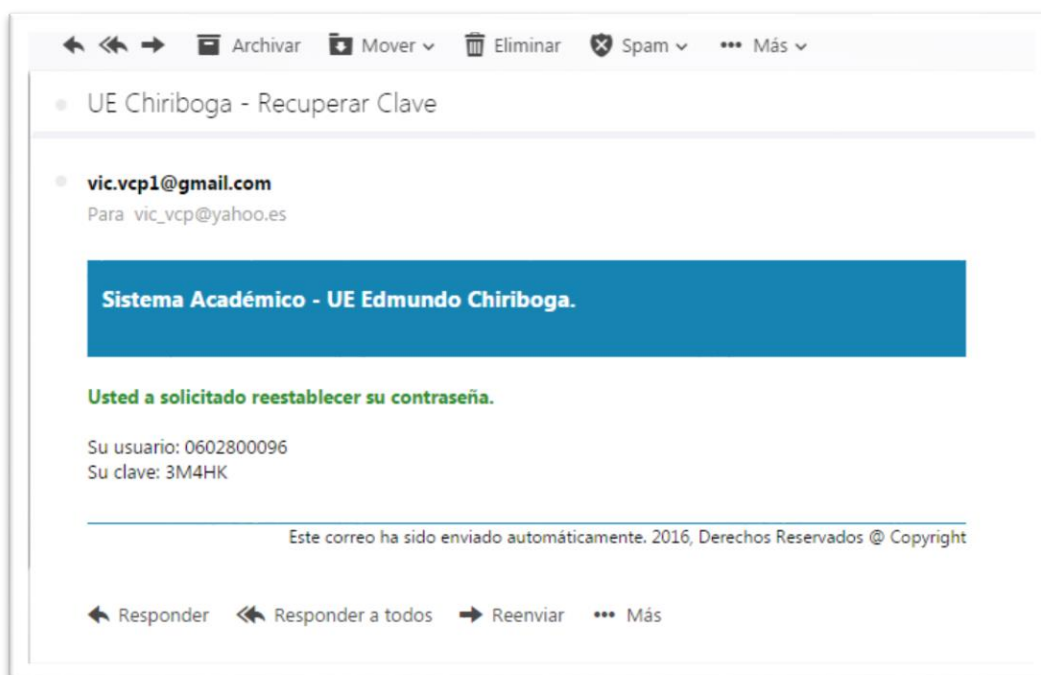 Archivar Mover Eliminar Spam ••• Más
UE Chiriboga - Recuperar Clave
vic.vcp1@gmail.com
Para vic_vcp@yahoo.es
Sistema Académico - UE Edmundo Chiriboga.
Usted a solicitado reestablecer su contraseña.
Su usuario: 0602800096
Su clave: 3M4HK
Este correo ha sido enviado automáticamente. 2016, Derechos Reservados @ Copyright
Responder Responder a todos Reenviar ••• Más